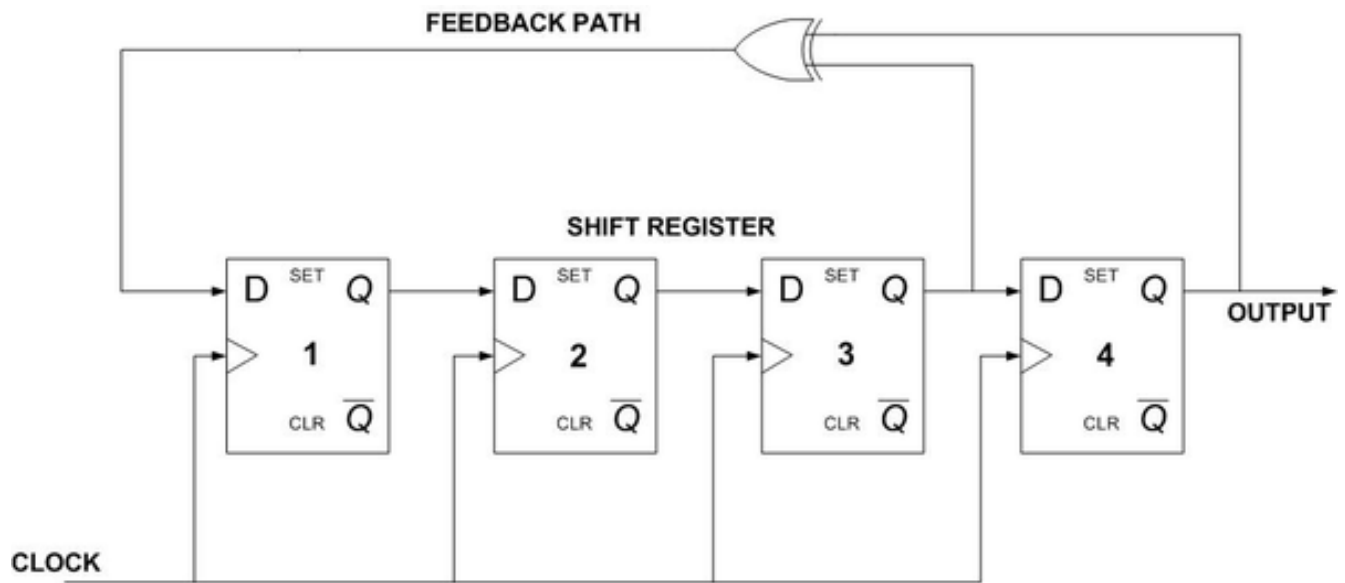 FEEDBACK PATH
SHIFT REGISTER
D SET Q
1
CLR Q̅
D SET Q
2
CLR Q̅
D SET Q
3
CLR Q̅
D SET Q
4
CLR Q̅
OUTPUT
CLOCK